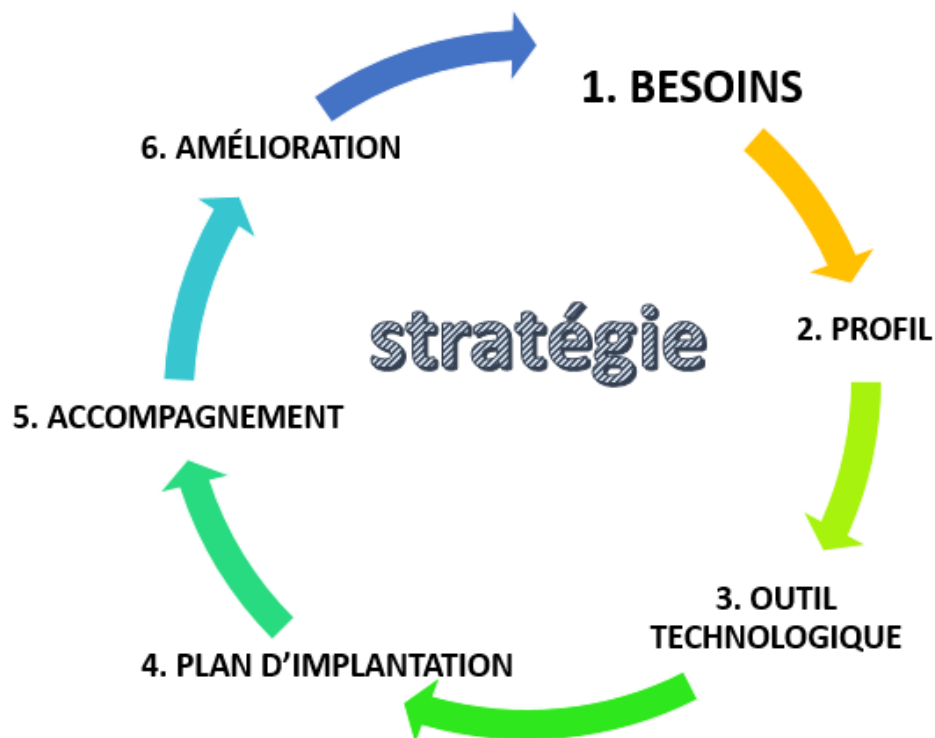 1. BESOINS
2. PROFIL
3. OUTIL
TECHNOLOGIQUE
4. PLAN D’IMPLANTATION
5. ACCOMPAGNEMENT
6. AMÉLIORATION
stratégie